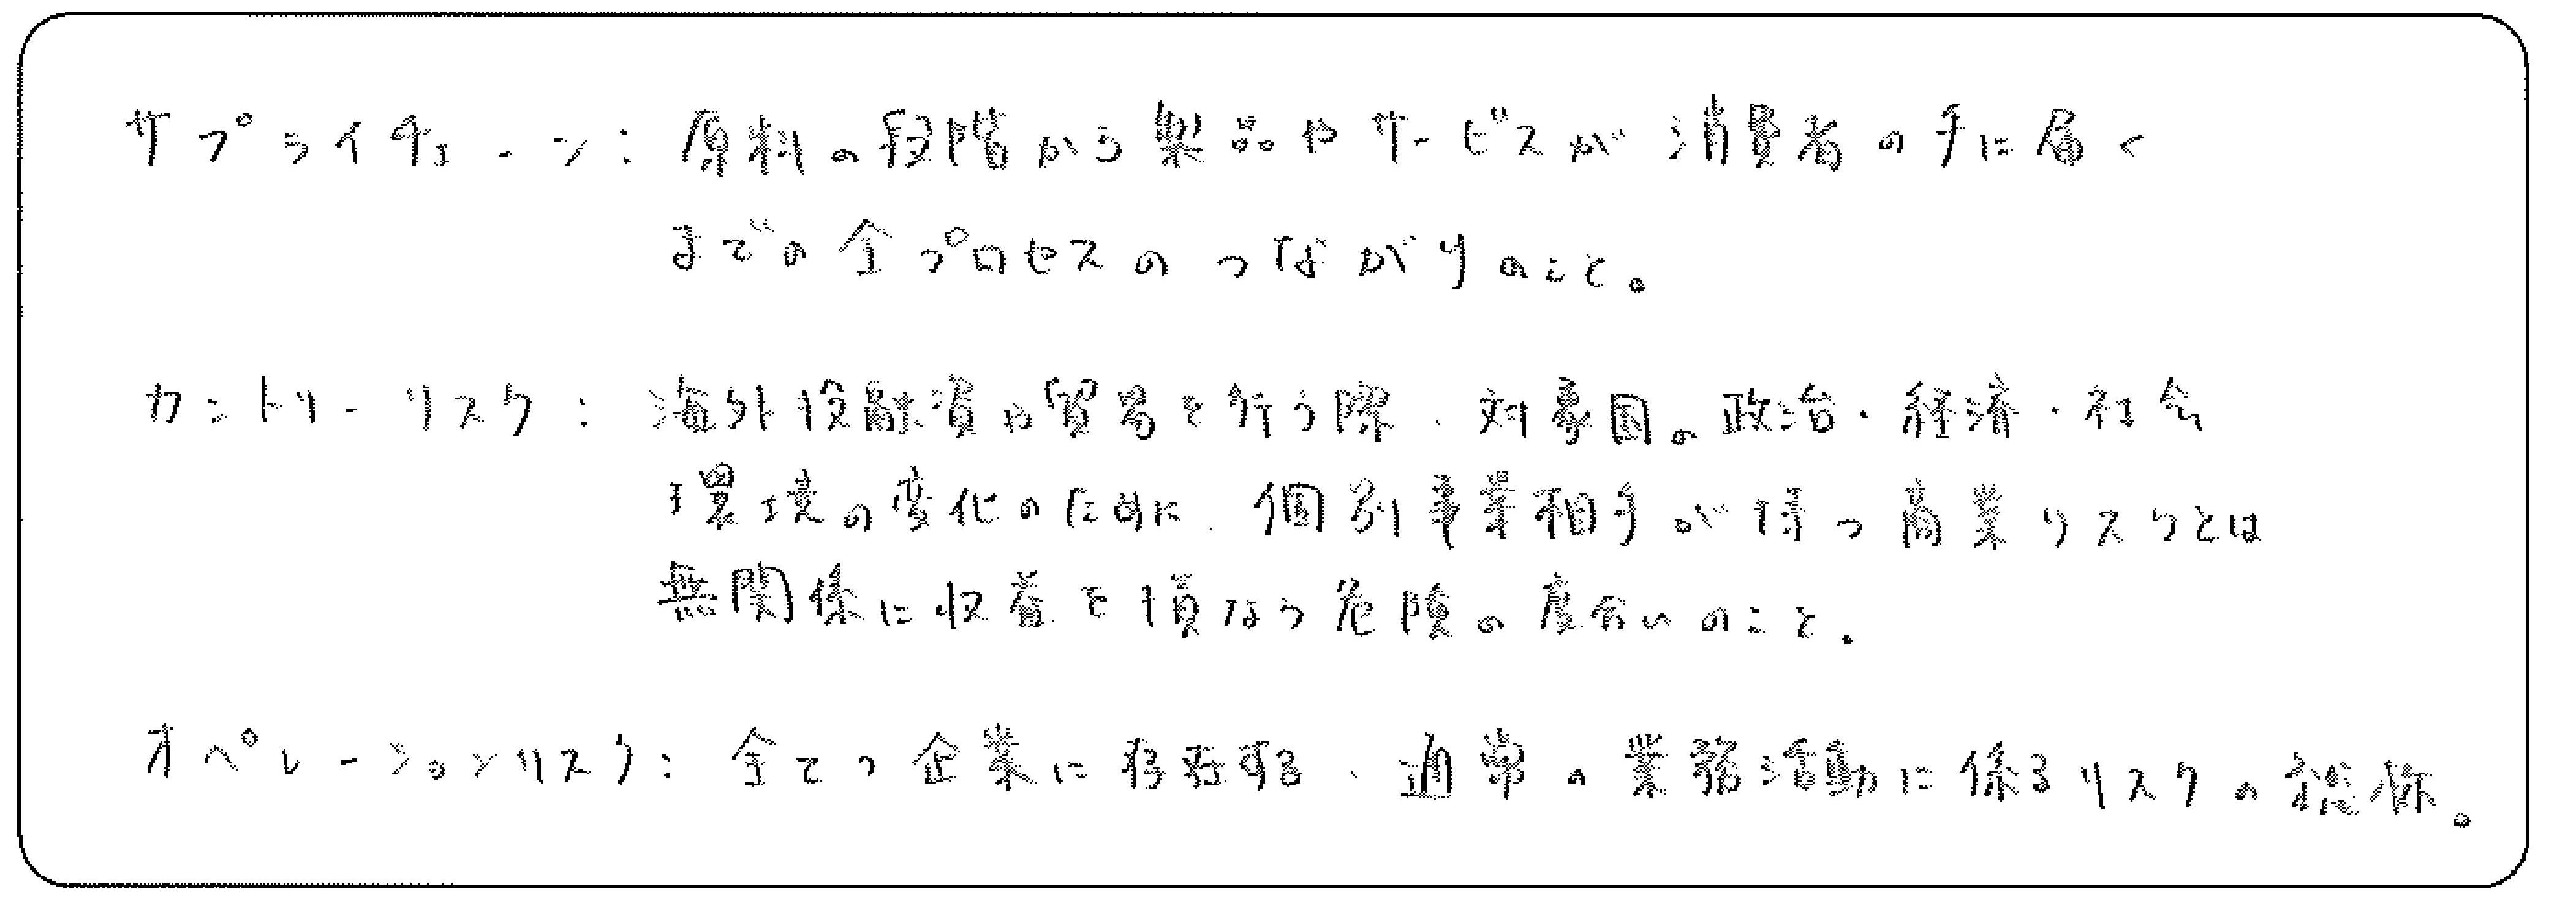 サプライチェーン：原料の段階から製品やサービスが消費者の手に届く
までの全プロセスのつながりのこと。
カントリーリスク：海外投融資や貿易を行う際、対象国の政治・経済・社会
環境の変化のために、個別事業相手が持つ商業リスクとは
無関係に収益を損なう危険の度合いのこと．
オペレーションリスク：全ての企業に存在する、通常の業務活動に係るリスクの総称。